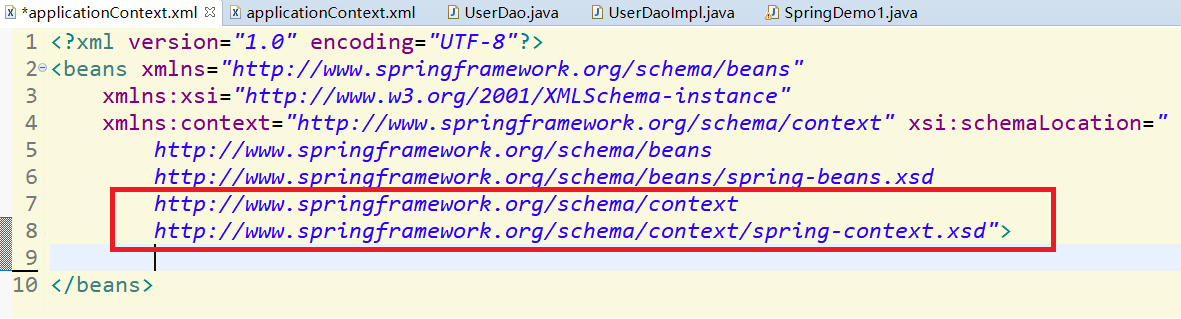 *applicationContext.xml applicationContext.xml UserDao.java UserDaoImpl.java SpringDemo1.java
1 <?xml version="1.0" encoding="UTF-8"?>
2 <beans xmlns="http://www.springframework.org/schema/beans"
3 xmlns:xsi="http://www.w3.org/2001/XMLSchema-instance"
4 xmlns:context="http://www.springframework.org/schema/context" xsi:schemaLocation="
5 http://www.springframework.org/schema/beans
6 http://www.springframework.org/schema/beans/spring-beans.xsd
7 http://www.springframework.org/schema/context
8 http://www.springframework.org/schema/context/spring-context.xsd">
9
10 </beans>